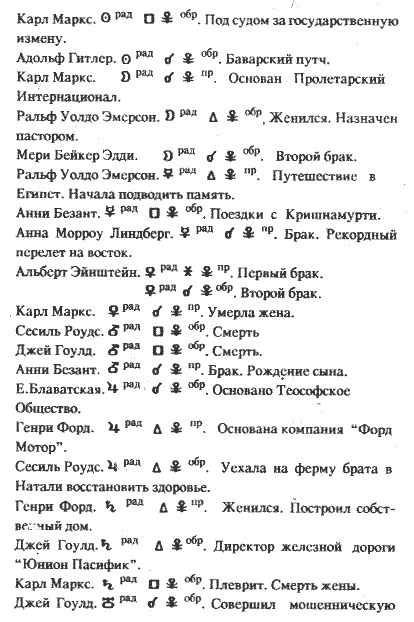 Карл Маркс. ☉ рад □ обр. Под судом за государственную
измену.
Адольф Гитлер. ☉ рад ☌ обр. Баварский путч.
Карл Маркс. ☽ рад ☌ пр. Основан Пролетарский
Интернационал.
Ральф Уолдо Эмерсон. ☽ рад △ обр. Женился. Назначен
пастором.
Мери Бейкер Эдди. ☽ рад ☌ обр. Второй брак.
Ральф Уолдо Эмерсон. ☿ рад △ пр. Путешествие в
Египет. Начала подводить память.
Анни Безант. ☿ рад □ обр. Поездки с Кришнамурти.
Анна Морроу Линдберг. ☿ рад ☌ пр. Брак. Рекордный
перелет на восток.
Альберт Эйнштейн. ♀ рад ⚹ пр. Первый брак.
♀ рад ☌ обр. Второй брак.
Карл Маркс. ♀ рад ☌ пр. Умерла жена.
Сесиль Роудс. ♂ рад □ обр. Смерть
Джей Гоулд. ♂ рад □ обр. Смерть.
Анни Безант. ♂ рад ☌ пр. Брак. Рождение сына.
Е.Блаватская. ♃ рад ☌ обр. Основано Теософское
Общество.
Генри Форд. ♃ рад △ пр. Основана компания “Форд
Мотор”.
Сесиль Роудс. ♃ рад △ обр. Уехала на ферму брата в
Натали восстановить здоровье.
Генри Форд. ♄ рад △ пр. Женился. Построил собст-
венный дом.
Джей Гоулд. ♄ рад △ обр. Директор железной дороги
“Юнион Пасифик”.
Карл Маркс. ♄ рад □ обр. Плеврит. Смерть жены.
Джей Гоулд. рад ☌ обр. Совершил мошенническую